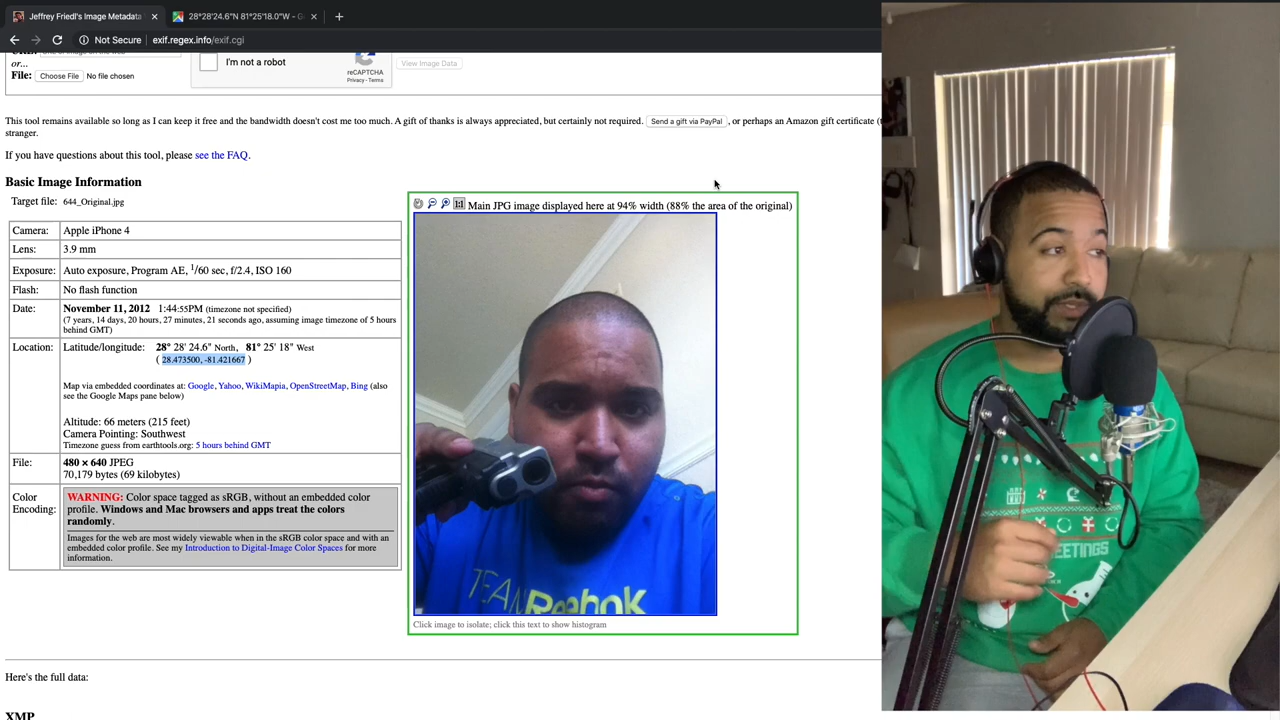 Jeffrey Friedl's Image Metadata
28°28'24.6"N 81°25'18.0"W - G
Not Secure exif.regex.info/exif.cgi
or...
I'm not a robot
reCAPTCHA
Privacy - Terms
View Image Data
File: Choose File No file chosen
This tool remains available so long as I can keep it free and the bandwidth doesn't cost me too much. A gift of thanks is always appreciated, but certainly not required. Send a gift via PayPal, or perhaps an Amazon gift certificate (
stranger.
If you have questions about this tool, please see the FAQ.
Basic Image Information
Target file: 644_Original.jpg
Main JPG image displayed here at 94% width (88% the area of the original)
Camera: Apple iPhone 4
Lens: 3.9 mm
Exposure: Auto exposure, Program AE, 1/60 sec, f/2.4, ISO 160
Flash: No flash function
Date: November 11, 2012 1:44:55PM (timezone not specified)
(7 years, 14 days, 20 hours, 27 minutes, 21 seconds ago, assuming image timezone of 5 hours
behind GMT)
Location: Latitude/longitude: 28° 28' 24.6" North, 81° 25' 18" West
( 28.473500, -81.421667 )
Map via embedded coordinates at: Google, Yahoo, WikiMapia, OpenStreetMap, Bing (also
see the Google Maps pane below)
Altitude: 66 meters (215 feet)
Camera Pointing: Southwest
Timezone guess from earthtools.org: 5 hours behind GMT
File: 480 × 640 JPEG
70,179 bytes (69 kilobytes)
Color
Encoding:
WARNING: Color space tagged as sRGB, without an embedded color
profile. Windows and Mac browsers and apps treat the colors
randomly.
Images for the web are most widely viewable when in the sRGB color space and with an
embedded color profile. See my Introduction to Digital-Image Color Spaces for more
information.
TEAM
Reebok
Click image to isolate; click this text to show histogram
Here's the full data:
XMP
EETINGS